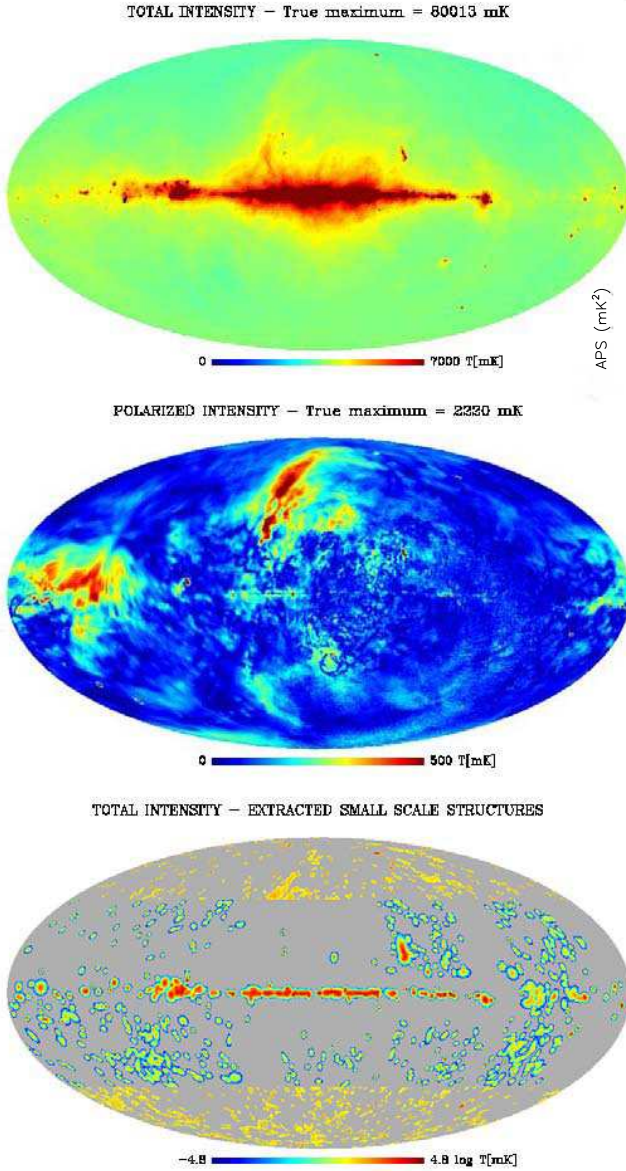 TOTAL INTENSITY – True maximum = 80013 mK
APS (mK²)
0 7000 T[mK]
POLARIZED INTENSITY – True maximum = 2220 mK
0 500 T[mK]
TOTAL INTENSITY – EXTRACTED SMALL SCALE STRUCTURES
−4.8 4.8 log T[mK]